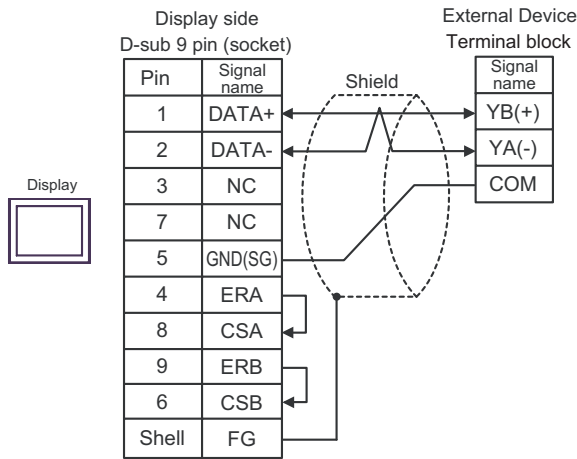 Display side
D-sub 9 pin (socket)
External Device
Terminal block
Pin Signal name
1 DATA+
2 DATA-
3 NC
7 NC
5 GND(SG)
4 ERA
8 CSA
9 ERB
6 CSB
Shell FG
Shield
Signal name
YB(+)
YA(-)
COM
Display